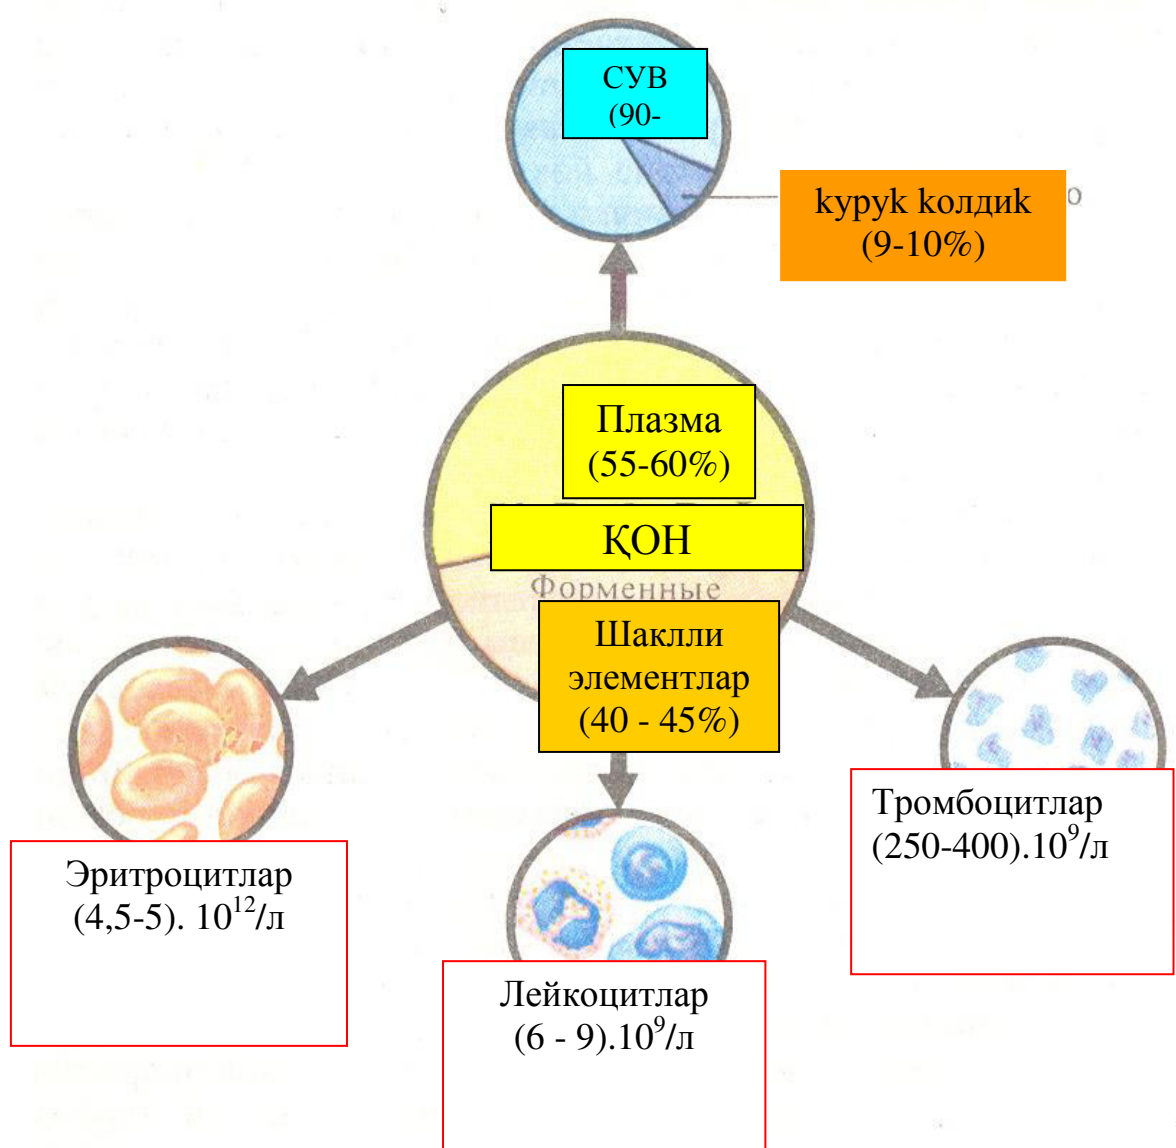 СУВ
(90-
kypyk koлдиk
(9-10%)
о
Плазма
(55-60%)
ҚОН
Форменные
Шаклли
элементлар
(40 - 45%)
Тромбоцитлар
(250-400).10⁹/л
Эритроцитлар
(4,5-5). 10¹²/л
Лейкоцитлар
(6 - 9).10⁹/л